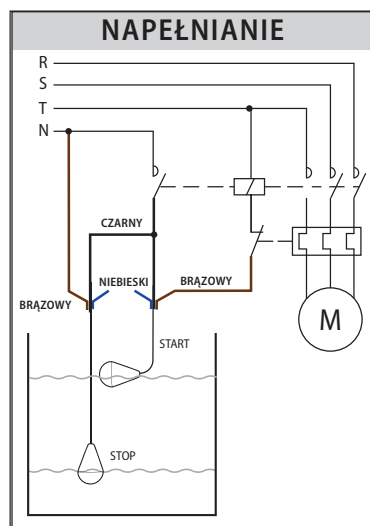 NAPEŁNIANIE
R
S
T
N
CZARNY
NIEBIESKI
BRĄZOWY
BRĄZOWY
START
M
STOP